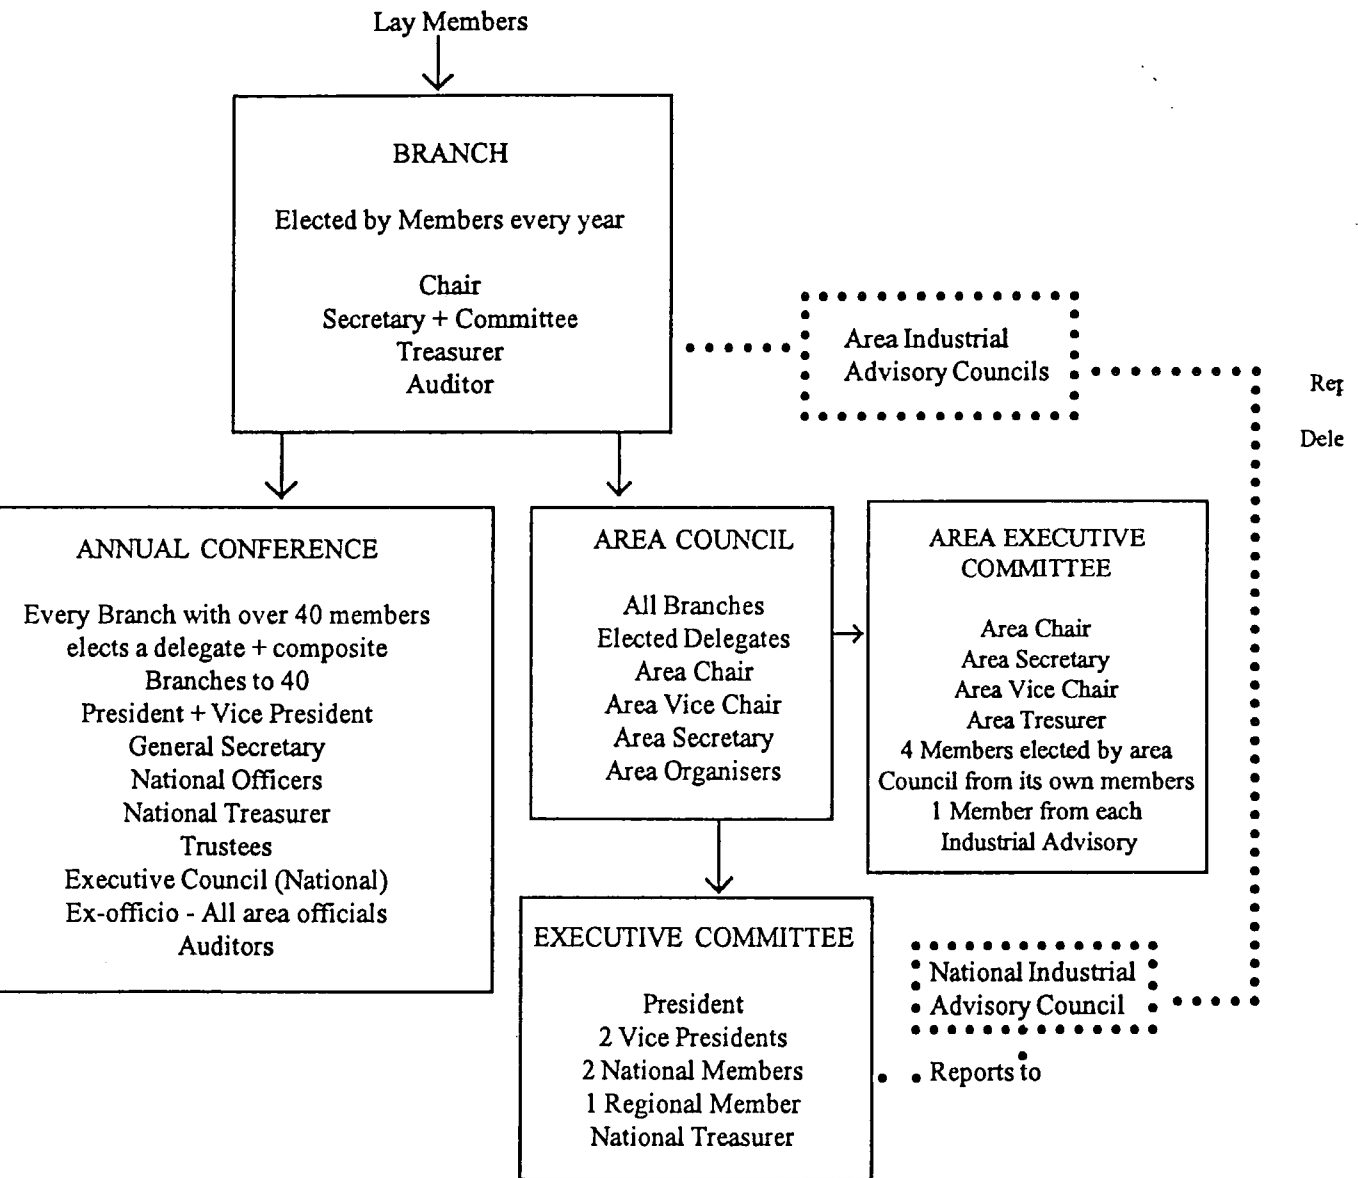 Lay Members
BRANCH
Elected by Members every year
Chair
Secretary + Committee
Treasurer
Auditor
Area Industrial
Advisory Councils
ANNUAL CONFERENCE
Every Branch with over 40 members
elects a delegate + composite
Branches to 40
President + Vice President
General Secretary
National Officers
National Treasurer
Trustees
Executive Council (National)
Ex-officio - All area officials
Auditors
AREA COUNCIL
All Branches
Elected Delegates
Area Chair
Area Vice Chair
Area Secretary
Area Organisers
AREA EXECUTIVE
COMMITTEE
Area Chair
Area Secretary
Area Vice Chair
Area Tresurer
4 Members elected by area
Council from its own members
1 Member from each
Industrial Advisory
EXECUTIVE COMMITTEE
President
2 Vice Presidents
2 National Members
1 Regional Member
National Treasurer
National Industrial
Advisory Council
Reports to